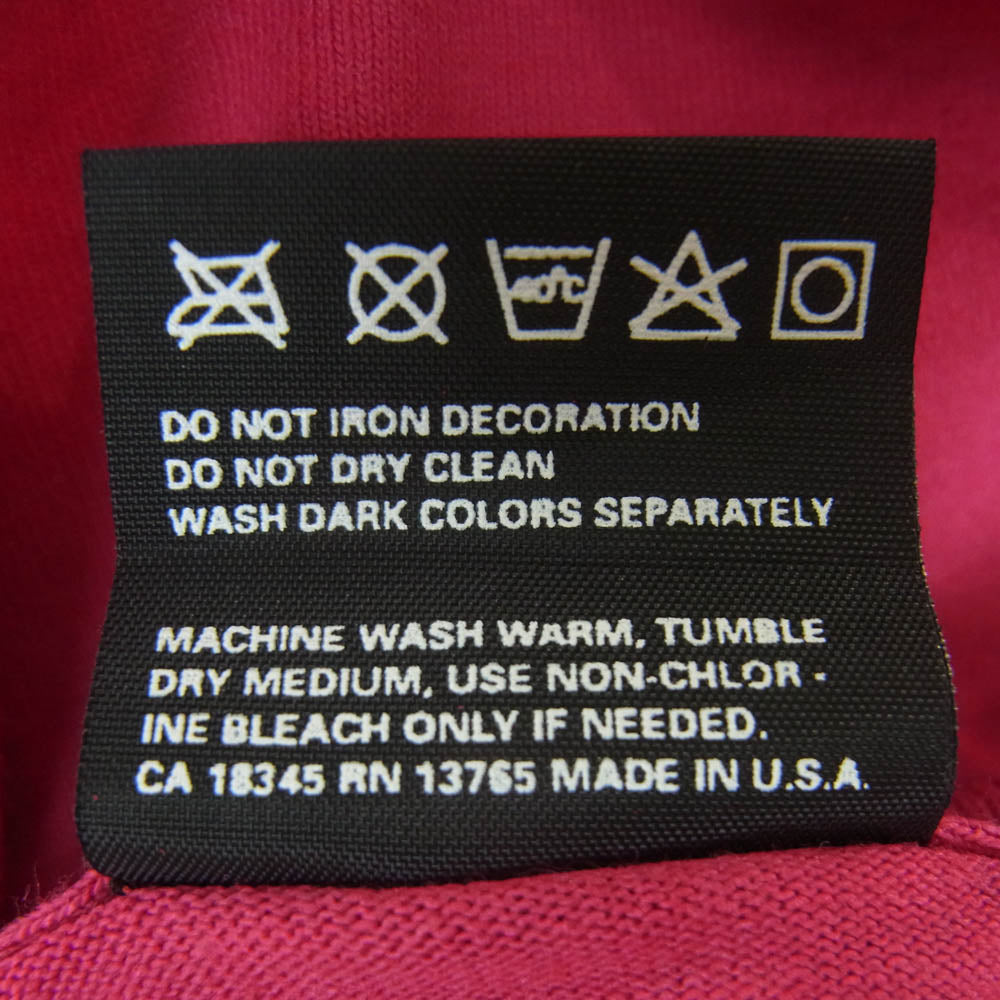 40°C
DO NOT IRON DECORATION
DO NOT DRY CLEAN
WASH DARK COLORS SEPARATELY
MACHINE WASH WARM, TUMBLE
DRY MEDIUM, USE NON-CHLOR -
INE BLEACH ONLY IF NEEDED.
CA 18345 RN 13765 MADE IN U.S.A.